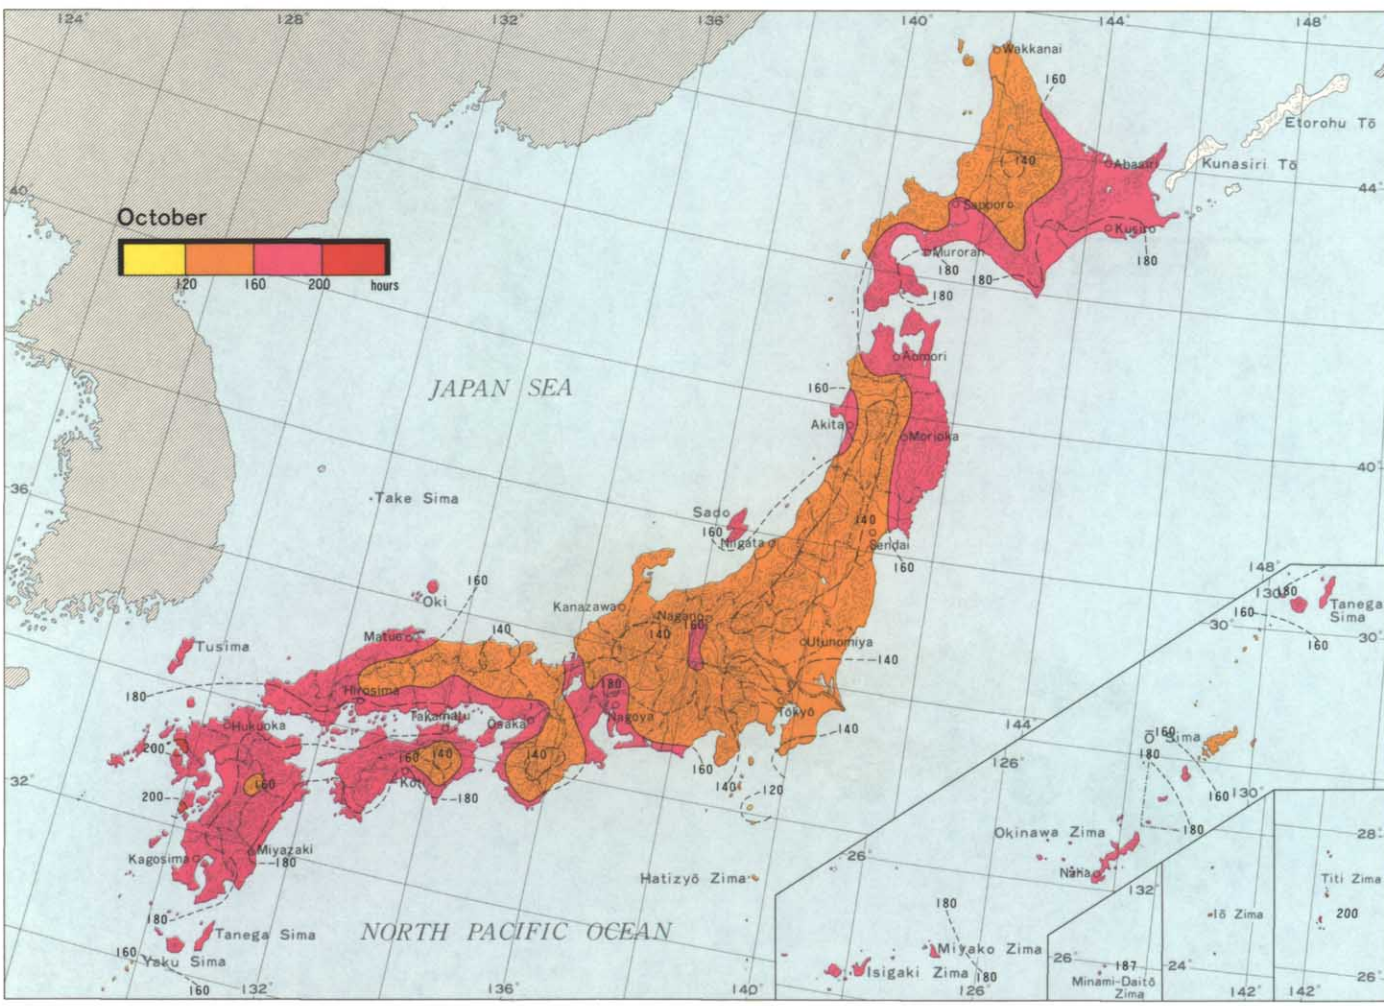 124°
128°
132°
136°
140°
144°
148°
Wakkanai
160
Etorohu Tō
140
Abasiri
Kunasiri Tō
44°
40°
October
Sapporo
Kusiro
120 160 200 hours
Muroran
180
180
180
180
Aomori
JAPAN SEA
160
Akita
Morioka
40°
36°
Take Sima
Sado
160
Niigata
140
Sendai
160
148°
130°
180
Tanega
Sima
160
30°
160
30°
160
Oki
Kanazawa
Nagano
160
140
Utunomiya
Matue
140
Tusima
140
180
Hirosima
180
Nagoya
Tōkyō
Hukuoka
Takamatu
Ōsaka
144°
140
200
160
140
140
160
Ō Sima
160
180
32°
160
140
120
126°
200
180
160
130°
Okinawa Zima
180
28°
Kagosima
Miyazaki
180
26°
Naha
132°
Hatizyō Zima
Titi Zima
180
180
Iō Zima
200
Tanega Sima
NORTH PACIFIC OCEAN
160
Yaku Sima
Miyako Zima
Isigaki Zima
180
26°
187
24°
Minami-Daitō
Zima
26°
160
132°
136°
140°
126°
142°
142°